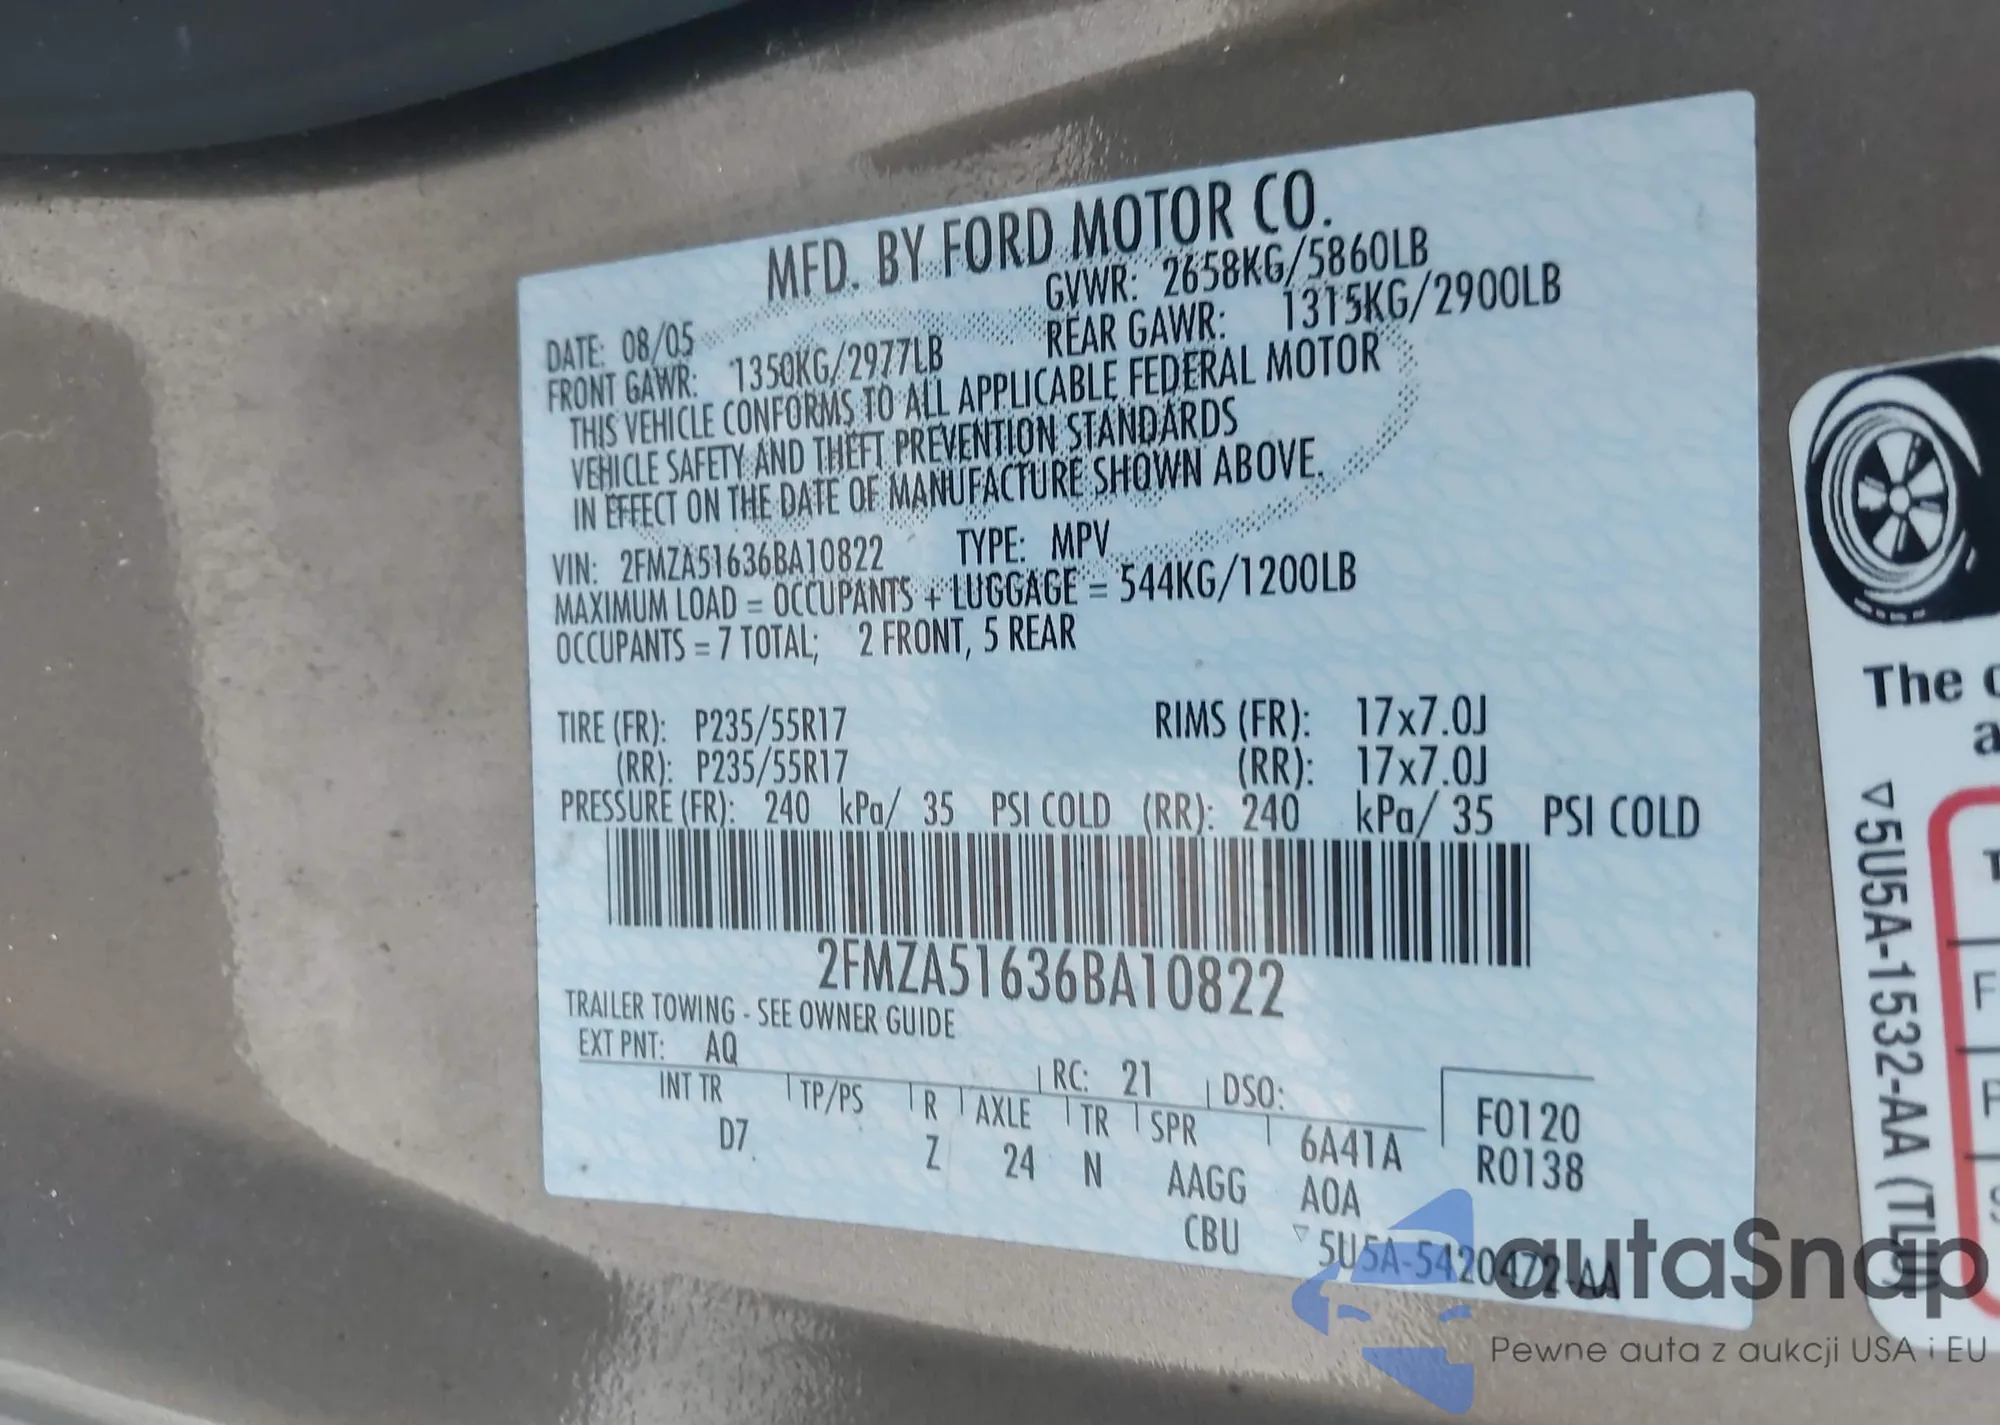 MFD. BY FORD MOTOR CO.
DATE: 08/05 GVWR: 2658KG/5860LB
FRONT GAWR: 1350KG/2977LB REAR GAWR: 1315KG/2900LB
THIS VEHICLE CONFORMS TO ALL APPLICABLE FEDERAL MOTOR
VEHICLE SAFETY AND THEFT PREVENTION STANDARDS
IN EFFECT ON THE DATE OF MANUFACTURE SHOWN ABOVE.
VIN: 2FMZA51636BA10822 TYPE: MPV
MAXIMUM LOAD = OCCUPANTS + LUGGAGE = 544KG/1200LB
OCCUPANTS = 7 TOTAL; 2 FRONT, 5 REAR
TIRE (FR): P235/55R17 RIMS (FR): 17x7.0J
(RR): P235/55R17 (RR): 17x7.0J
PRESSURE (FR): 240 kPa/ 35 PSI COLD (RR): 240 kPa/ 35 PSI COLD
2FMZA51636BA10822
TRAILER TOWING - SEE OWNER GUIDE
EXT PNT: AQ RC: 21 DSO:
INT TR TP/PS R AXLE TR SPR 6A41A F0120
D7 Z 24 N AAGG A0A R0138
CBU ▽5U5A-5420472-AA
The
▽5U5A-1532-AA
autaSnap
Pewne auta z aukcji USA i EU